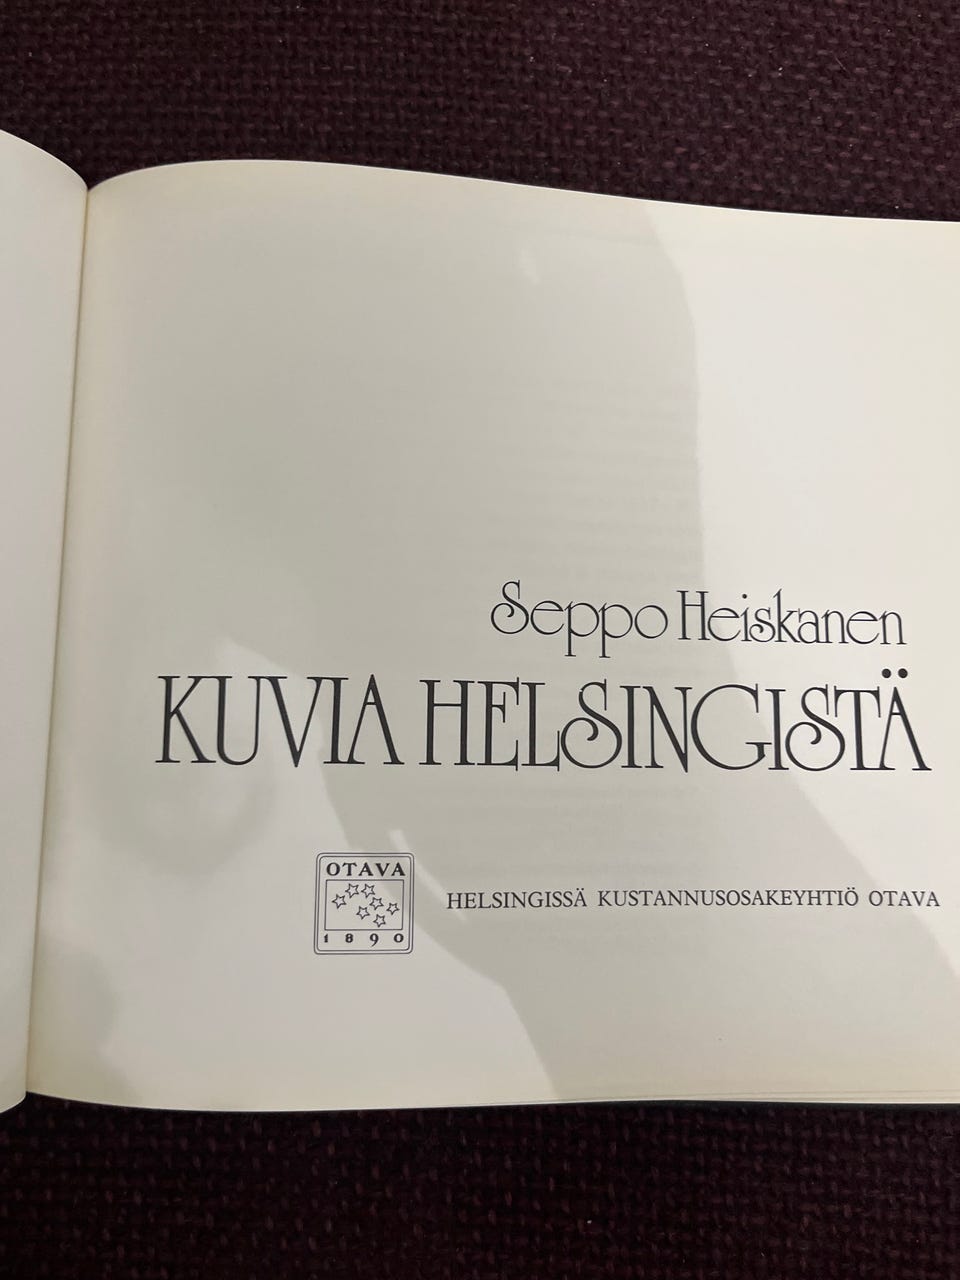 Seppo Heiskanen
KUVIA HELSINGISTÄ
OTAVA
1890
HELSINGISSÄ KUSTANNUSOSAKEYHTIÖ OTAVA